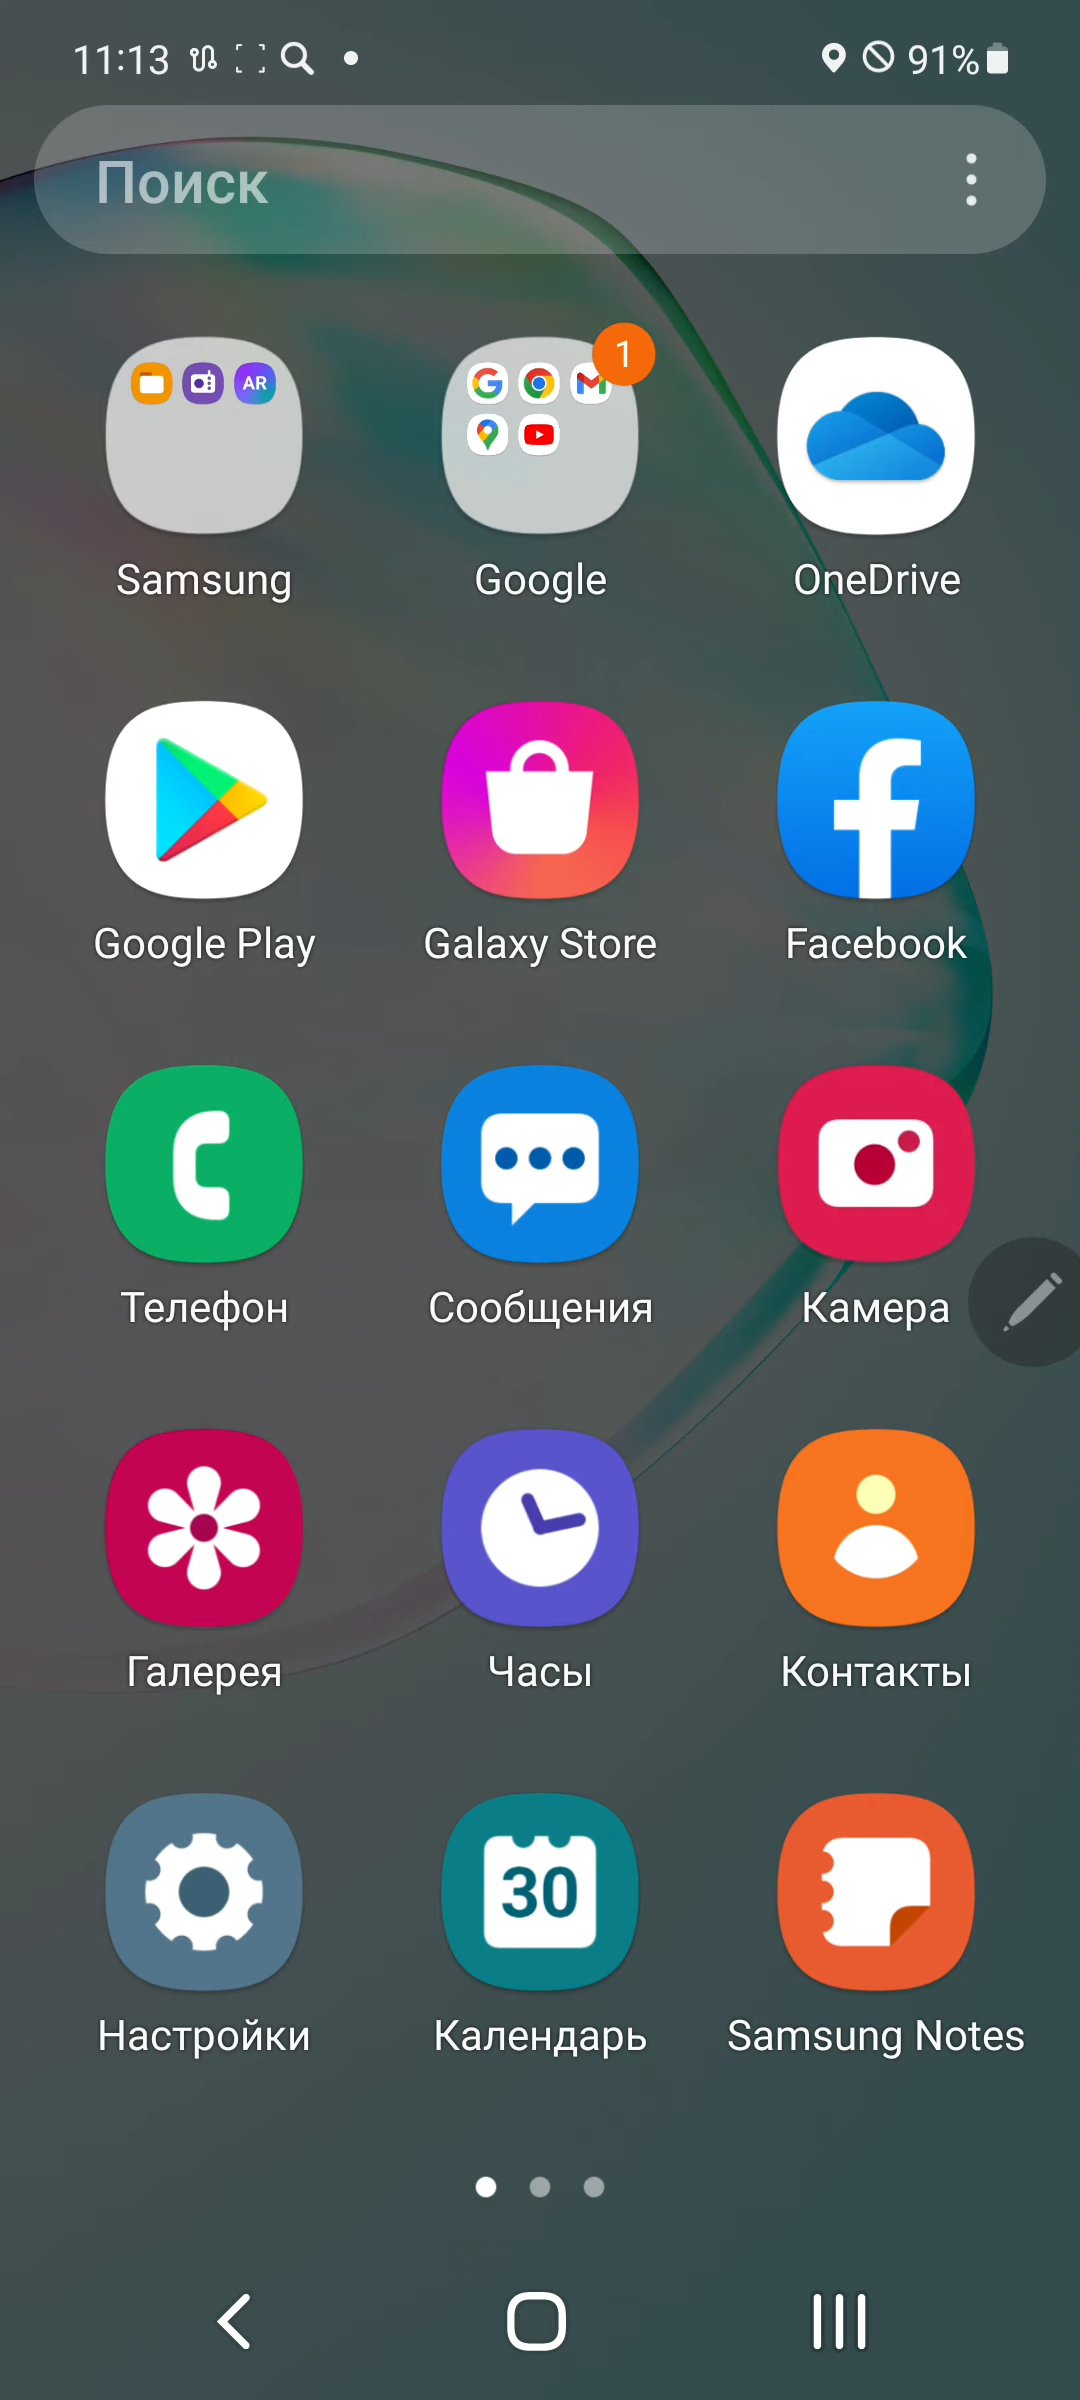 11:13 91%
Поиск
AR
1
Samsung Google OneDrive
Google Play Galaxy Store Facebook
Телефон Сообщения Камера
Галерея Часы Контакты
30
Настройки Календарь Samsung Notes